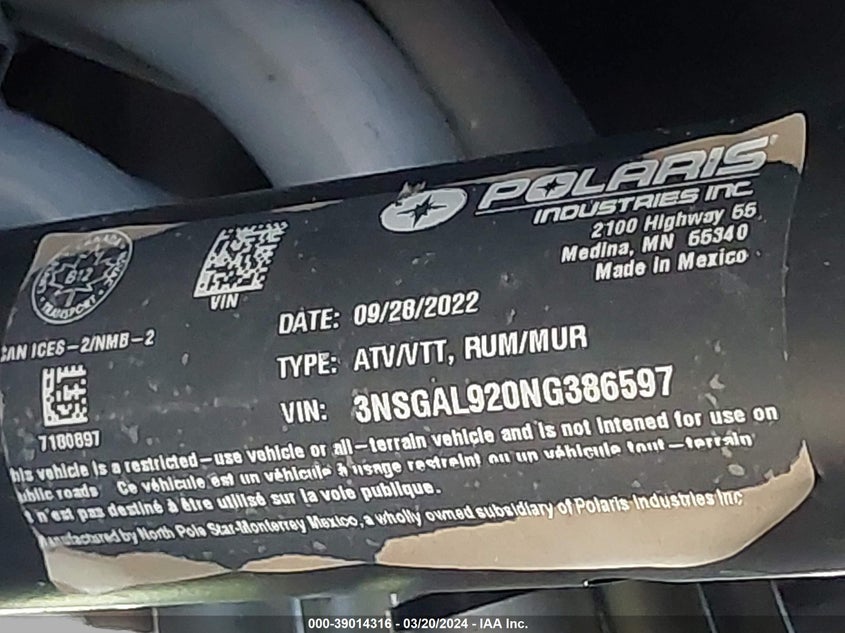 POLARIS
INDUSTRIES INC.
2100 Highway 55
Medina, MN 55340
Made in Mexico
CANADA
TRANSPORT
VIN
DATE: 09/28/2022
CAN ICES-2/NMB-2
TYPE: ATV/VTT, RUM/MUR
VIN: 3NSGAL920NG386597
7180897
his vehicle is a restricted-use vehicle or all-terrain vehicle and is not intened for use on
ublic roads Ce véhicule est un véhicule à usage restreint ou un véhicule tout-terrain
n'est pas destiné à être utilisé sur la voie publique.
anufactured by North Pole Star-Monterrey Mexico, a wholly owned subsidiary of Polaris Industries Inc
000-39014316 - 03/20/2024 - IAA Inc.